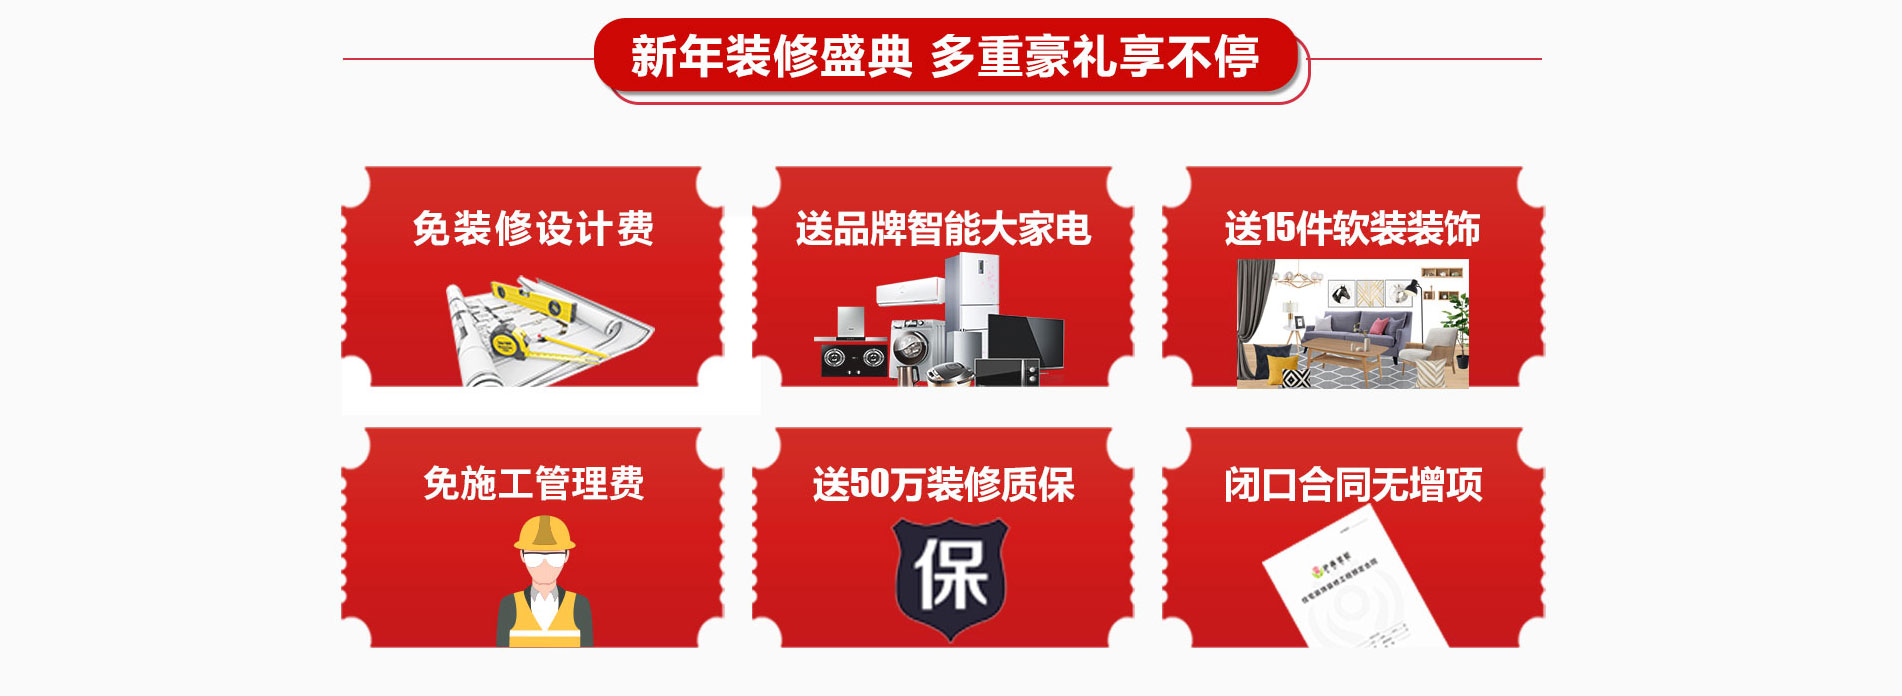 新年装修盛典 多重豪礼享不停
免装修设计费
送品牌智能大家电
送15件软装装饰
免施工管理费
送50万装修质保
闭口合同无增项
保